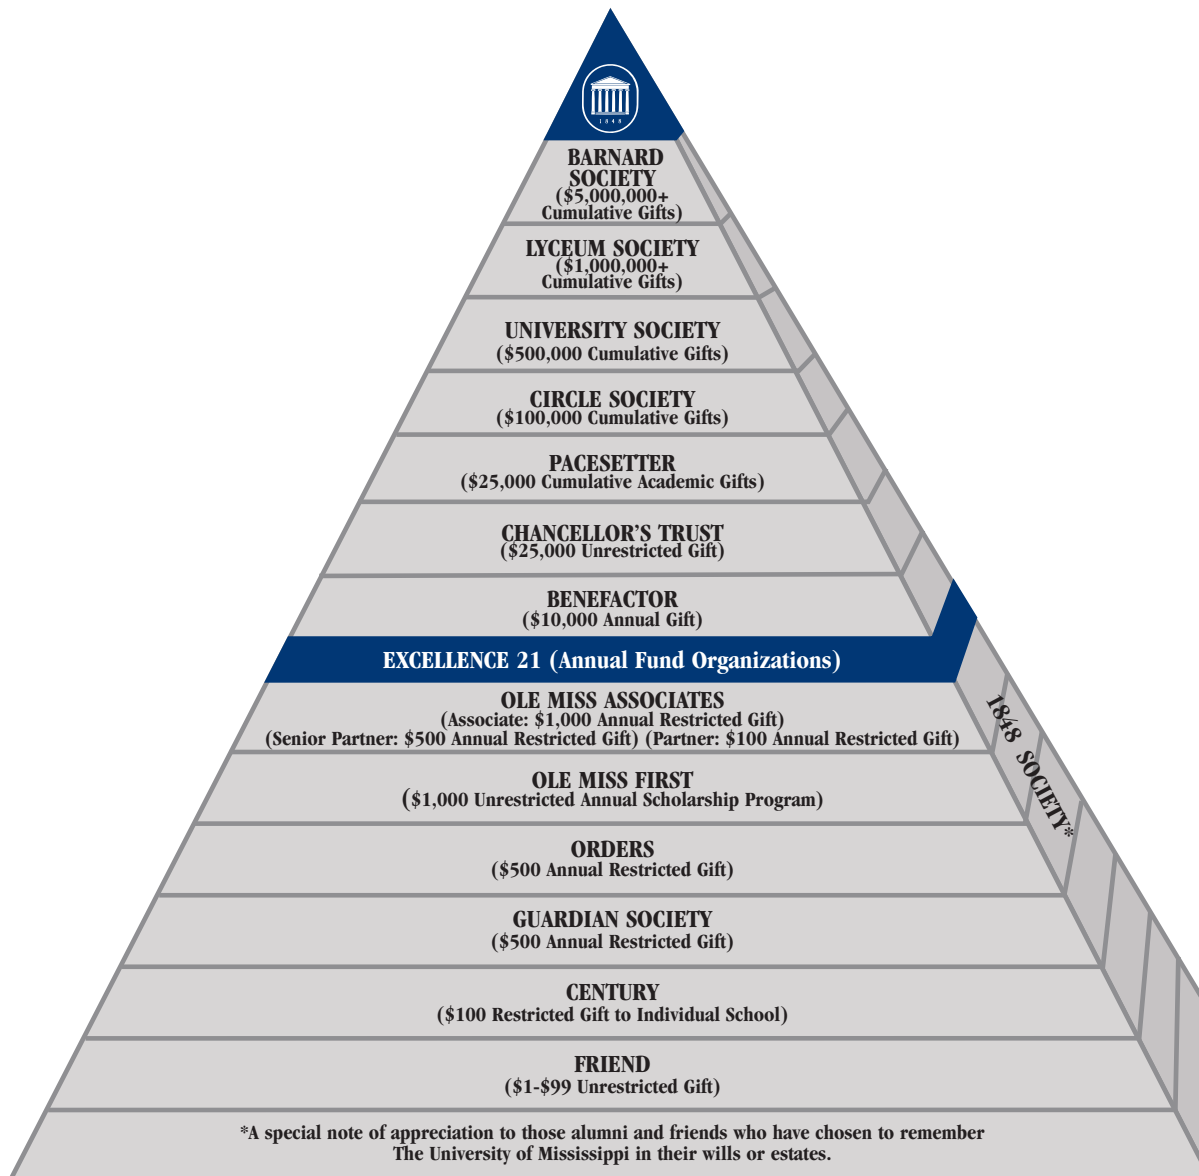 1848
BARNARD
SOCIETY
($5,000,000+
Cumulative Gifts)
LYCEUM SOCIETY
($1,000,000+
Cumulative Gifts)
UNIVERSITY SOCIETY
($500,000 Cumulative Gifts)
CIRCLE SOCIETY
($100,000 Cumulative Gifts)
PACESETTER
($25,000 Cumulative Academic Gifts)
CHANCELLOR’S TRUST
($25,000 Unrestricted Gift)
BENEFACTOR
($10,000 Annual Gift)
EXCELLENCE 21 (Annual Fund Organizations)
OLE MISS ASSOCIATES
(Associate: $1,000 Annual Restricted Gift)
(Senior Partner: $500 Annual Restricted Gift) (Partner: $100 Annual Restricted Gift)
1848 SOCIETY*
OLE MISS FIRST
($1,000 Unrestricted Annual Scholarship Program)
ORDERS
($500 Annual Restricted Gift)
GUARDIAN SOCIETY
($500 Annual Restricted Gift)
CENTURY
($100 Restricted Gift to Individual School)
FRIEND
($1-$99 Unrestricted Gift)
*A special note of appreciation to those alumni and friends who have chosen to remember
The University of Mississippi in their wills or estates.